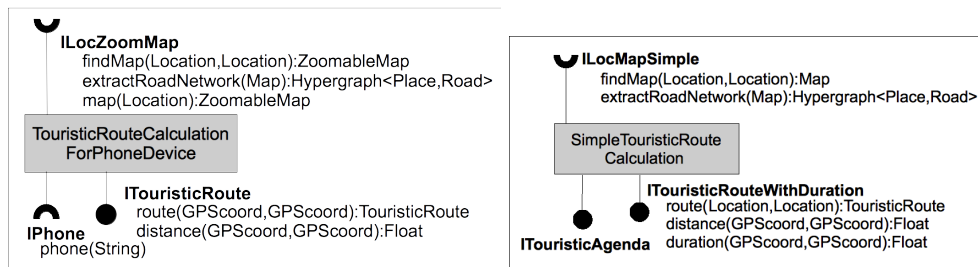 ILocZoomMap
findMap(Location,Location):ZoomableMap
extractRoadNetwork(Map):Hypergraph<Place,Road>
map(Location):ZoomableMap
TouristicRouteCalculation
ForPhoneDevice
ITouristicRoute
route(GPScoord,GPScoord):TouristicRoute
distance(GPScoord,GPScoord):Float
IPhone
phone(String)
ILocMapSimple
findMap(Location,Location):Map
extractRoadNetwork(Map):Hypergraph<Place,Road>
SimpleTouristicRoute
Calculation
ITouristicRouteWithDuration
route(Location,Location):TouristicRoute
distance(GPScoord,GPScoord):Float
duration(GPScoord,GPScoord):Float
ITouristicAgenda